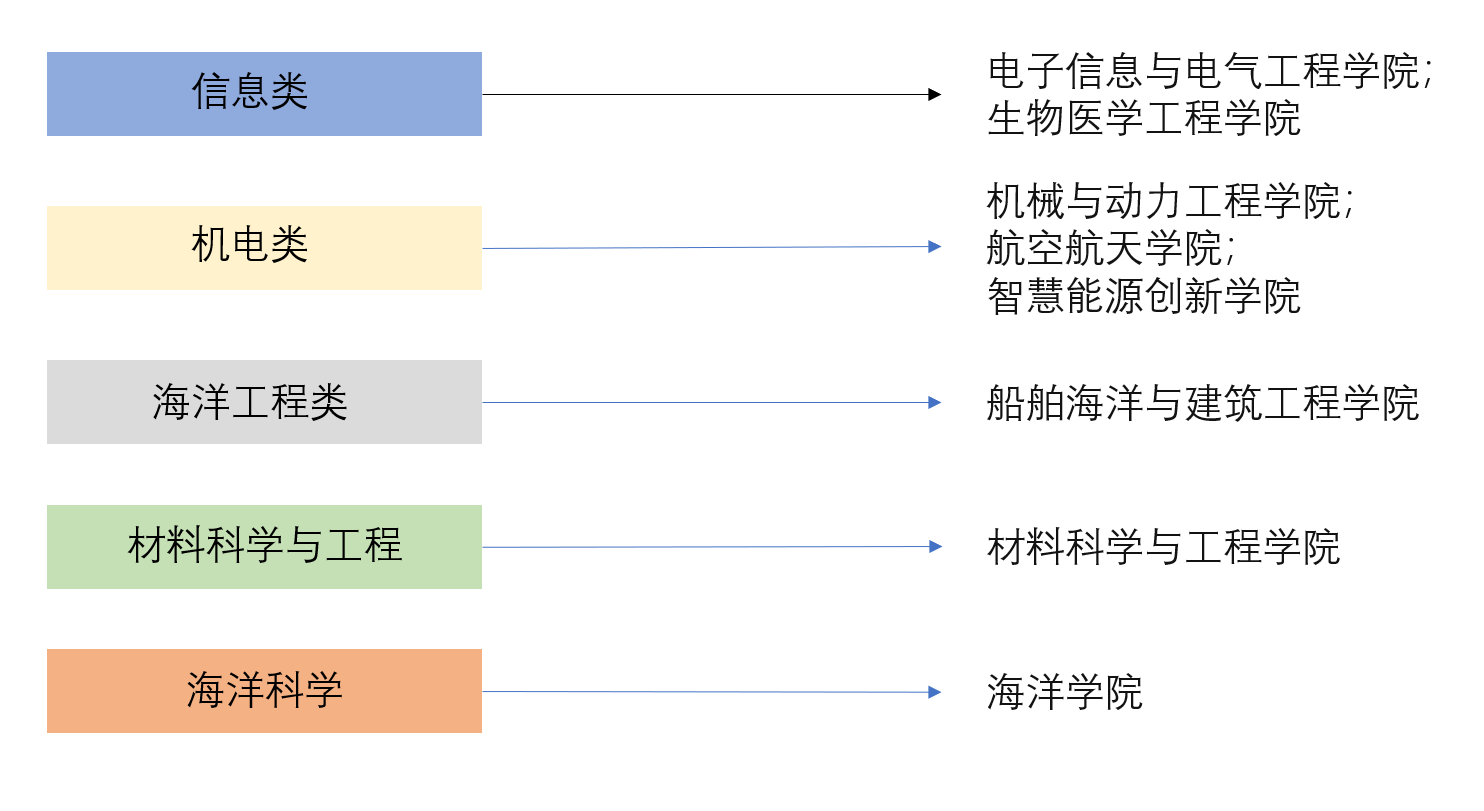 信息类
电子信息与电气工程学院；
生物医学工程学院
机电类
机械与动力工程学院；
航空航天学院；
智慧能源创新学院
海洋工程类
船舶海洋与建筑工程学院
材料科学与工程
材料科学与工程学院
海洋科学
海洋学院